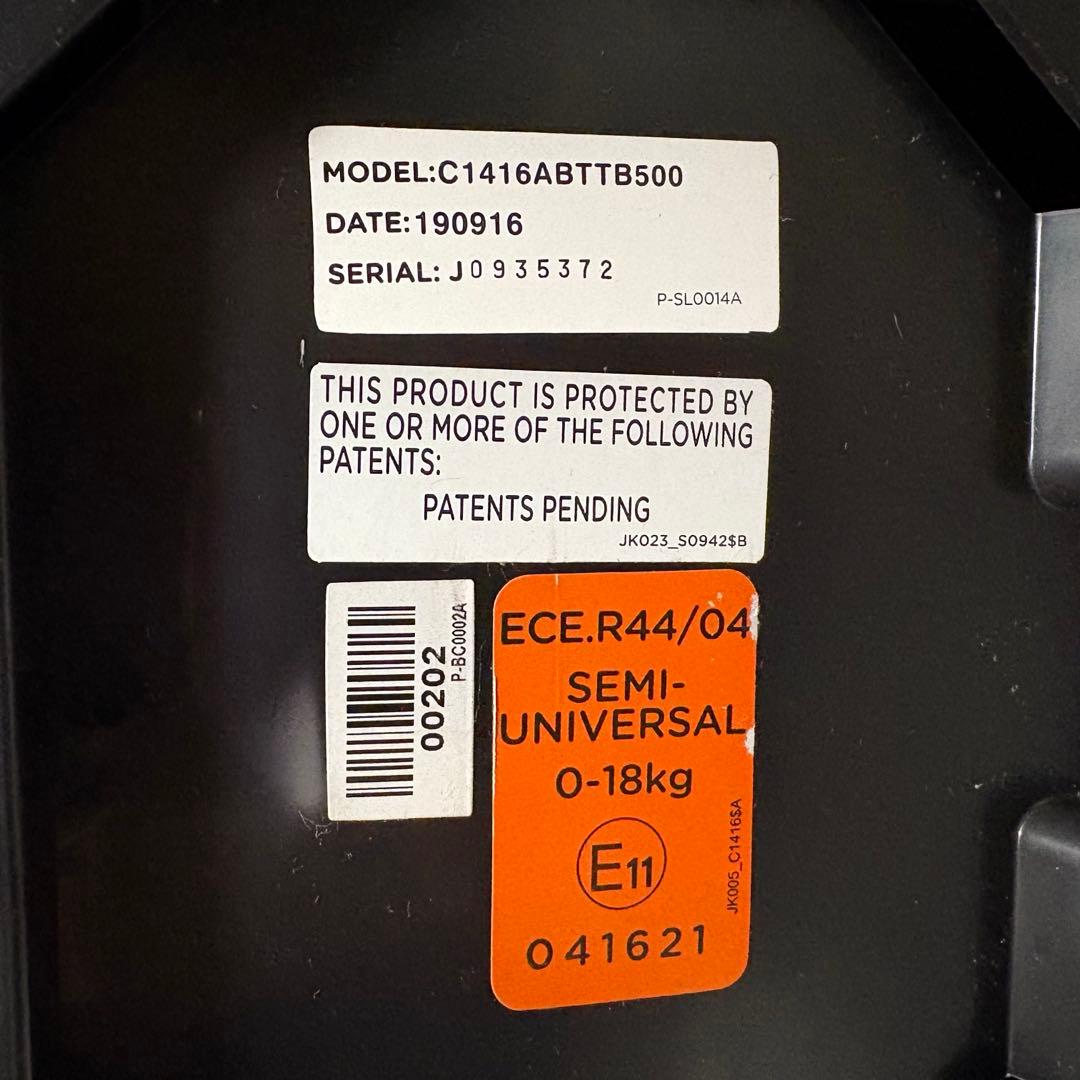 MODEL:C1416ABTTB500
DATE:190916
SERIAL: J0935372
P-SL0014A
THIS PRODUCT IS PROTECTED BY
ONE OR MORE OF THE FOLLOWING
PATENTS:
PATENTS PENDING
JK023_S0942$B
00202
P-BC0002A
ECE.R44/04
SEMI-
UNIVERSAL
0-18kg
E11
041621
JK005_C1416$A